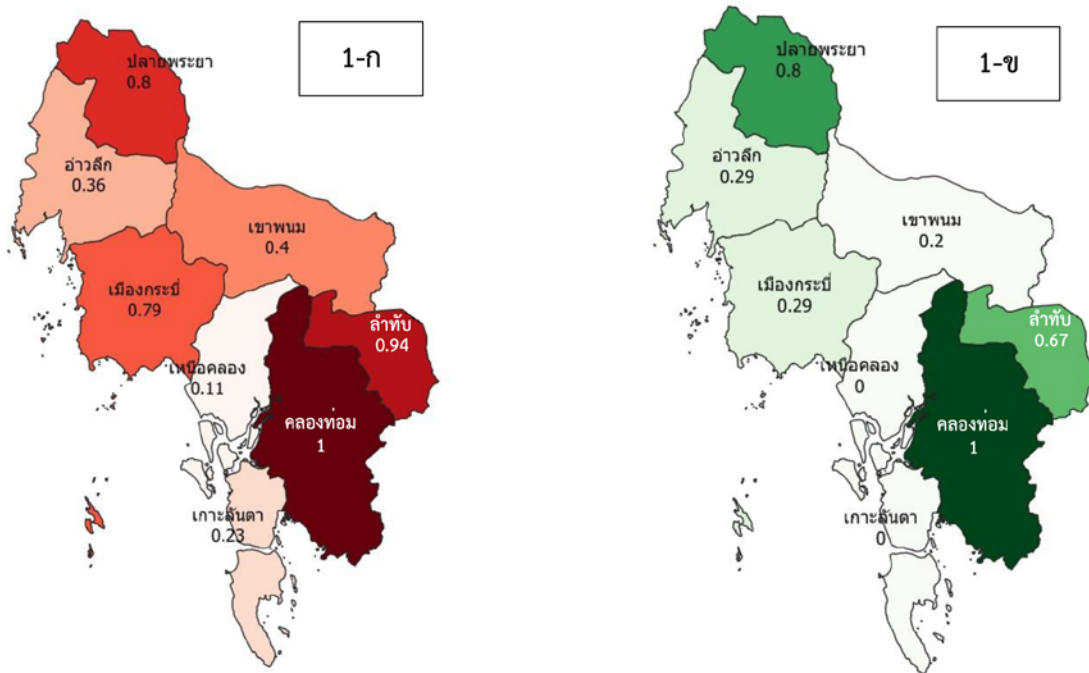 1-ก
ปลายพระยา
0.8
อ่าวลึก
0.36
เขาพนม
0.4
เมืองกระบี่
0.79
ลำทับ
0.94
เหนือคลอง
0.11
คลองท่อม
1
เกาะลันตา
0.23
1-ข
ปลายพระยา
0.8
อ่าวลึก
0.29
เขาพนม
0.2
เมืองกระบี่
0.29
ลำทับ
0.67
เหนือคลอง
0
คลองท่อม
1
เกาะลันตา
0